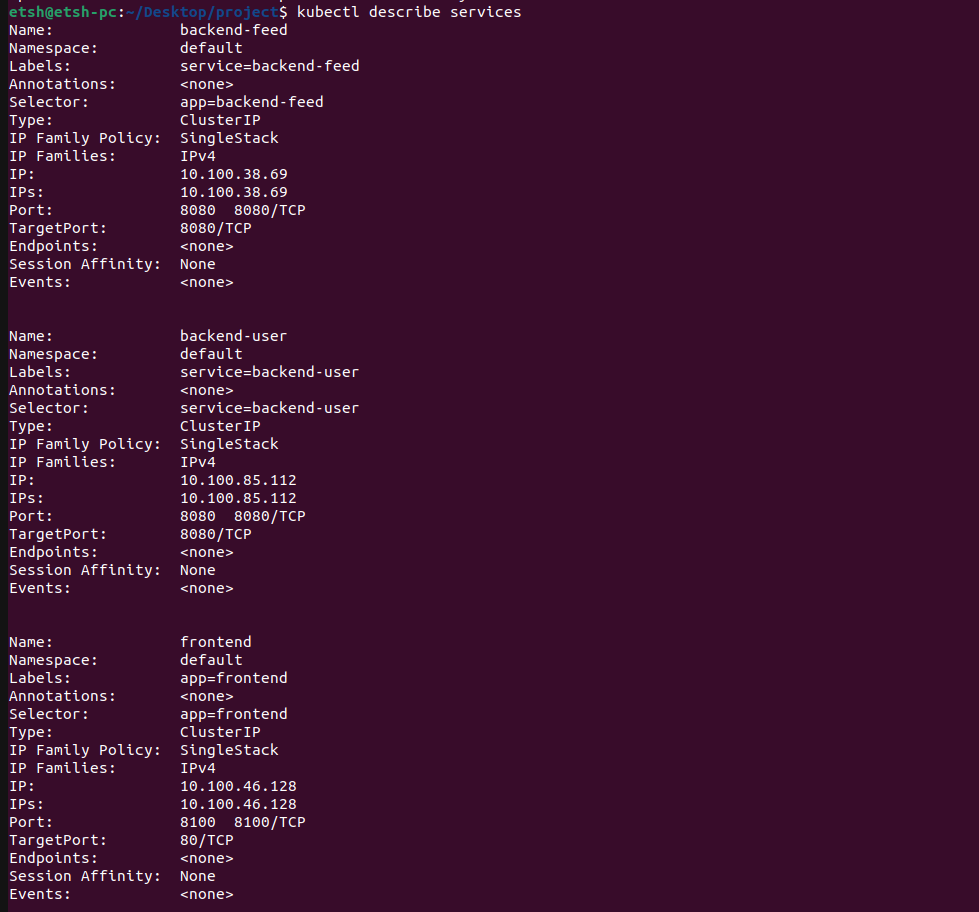 etsh@etsh-pc:~/Desktop/project$ kubectl describe services
Name:              backend-feed
Namespace:         default
Labels:            service=backend-feed
Annotations:       <none>
Selector:          app=backend-feed
Type:              ClusterIP
IP Family Policy:  SingleStack
IP Families:       IPv4
IP:                10.100.38.69
IPs:               10.100.38.69
Port:              8080  8080/TCP
TargetPort:        8080/TCP
Endpoints:         <none>
Session Affinity:  None
Events:            <none>
Name:              backend-user
Namespace:         default
Labels:            service=backend-user
Annotations:       <none>
Selector:          service=backend-user
Type:              ClusterIP
IP Family Policy:  SingleStack
IP Families:       IPv4
IP:                10.100.85.112
IPs:               10.100.85.112
Port:              8080  8080/TCP
TargetPort:        8080/TCP
Endpoints:         <none>
Session Affinity:  None
Events:            <none>
Name:              frontend
Namespace:         default
Labels:            app=frontend
Annotations:       <none>
Selector:          app=frontend
Type:              ClusterIP
IP Family Policy:  SingleStack
IP Families:       IPv4
IP:                10.100.46.128
IPs:               10.100.46.128
Port:              8100  8100/TCP
TargetPort:        80/TCP
Endpoints:         <none>
Session Affinity:  None
Events:            <none>